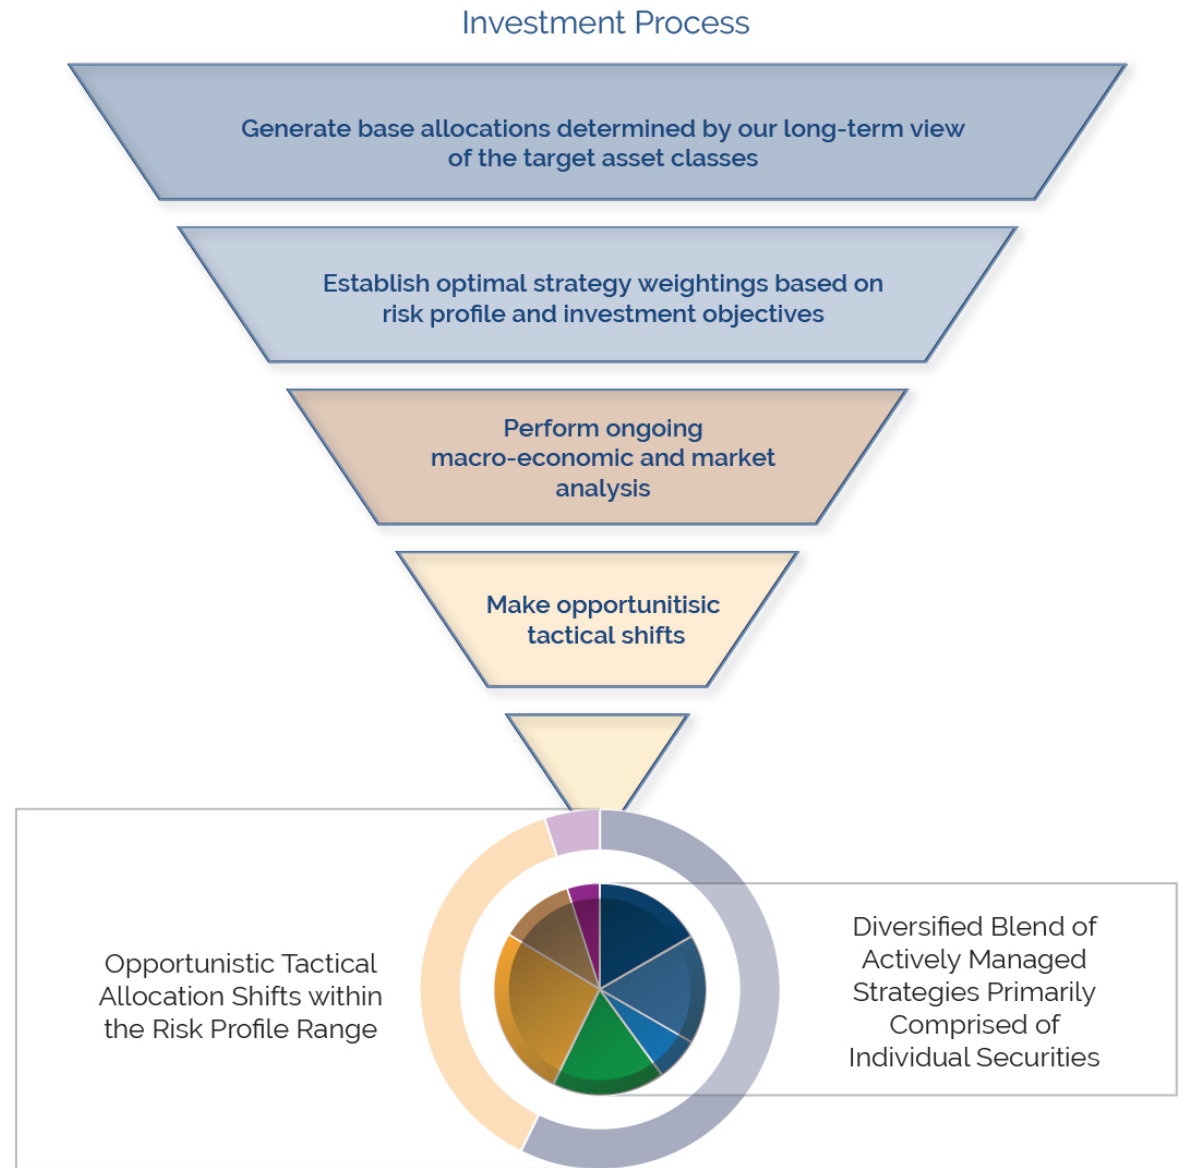 Investment Process
Generate base allocations determined by our long-term view
of the target asset classes
Establish optimal strategy weightings based on
risk profile and investment objectives
Perform ongoing
macro-economic and market
analysis
Make opportunitisic
tactical shifts
Opportunistic Tactical
Allocation Shifts within
the Risk Profile Range
Diversified Blend of
Actively Managed
Strategies Primarily
Comprised of
Individual Securities